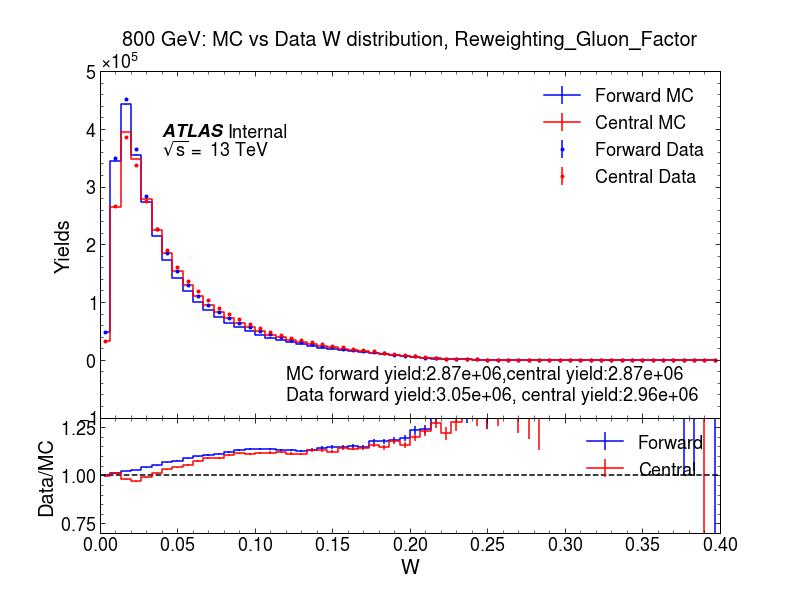 800 GeV: MC vs Data W distribution, Reweighting_Gluon_Factor
×10⁵
5
4
3
2
1
0
-1
Yields
ATLAS Internal
√s = 13 TeV
Forward MC
Central MC
Forward Data
Central Data
MC forward yield:2.87e+06,central yield:2.87e+06
Data forward yield:3.05e+06, central yield:2.96e+06
1.25
1.00
0.75
Data/MC
Forward
Central
0.00 0.05 0.10 0.15 0.20 0.25 0.30 0.35 0.40
W